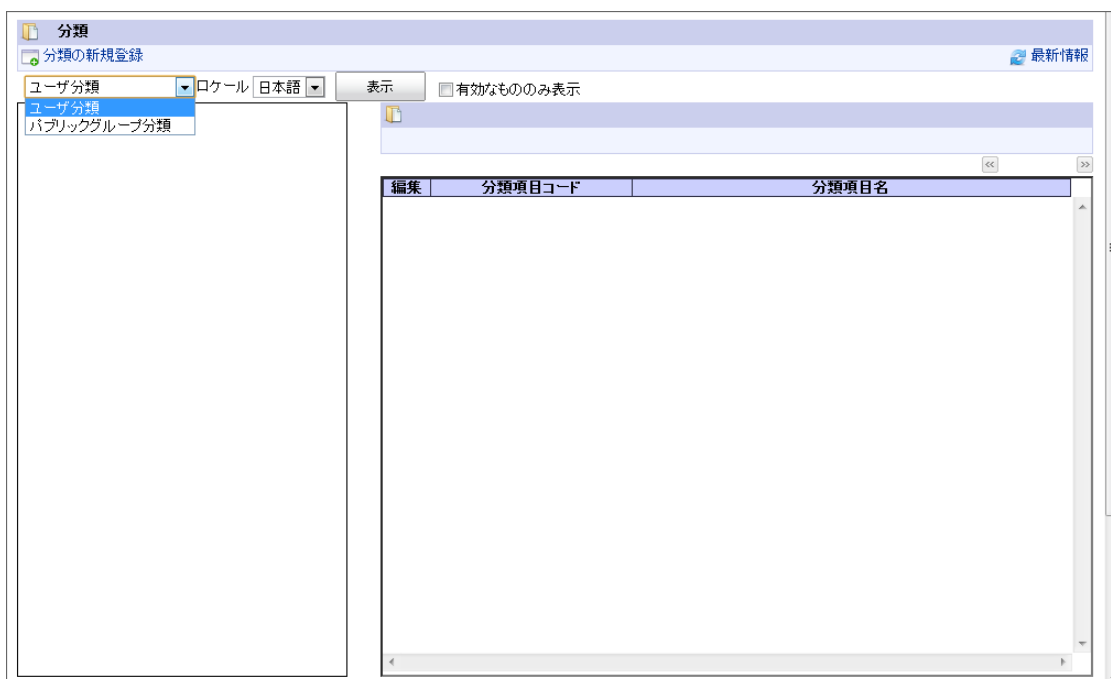 分類
分類の新規登録
最新情報
ユーザ分類 ロケール 日本語 表示 有効なもののみ表示
ユーザ分類
パブリックグループ分類
<< >>
編集 分類項目コード 分類項目名